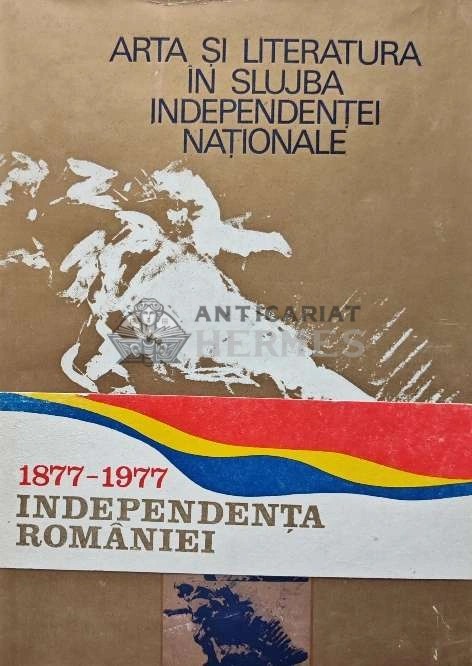 ARTA ȘI LITERATURA
ÎN SLUJBA
INDEPENDENȚEI
NAȚIONALE
ANTICARIAT
HERMES
1877-1977
INDEPENDENȚA
ROMÂNIEI